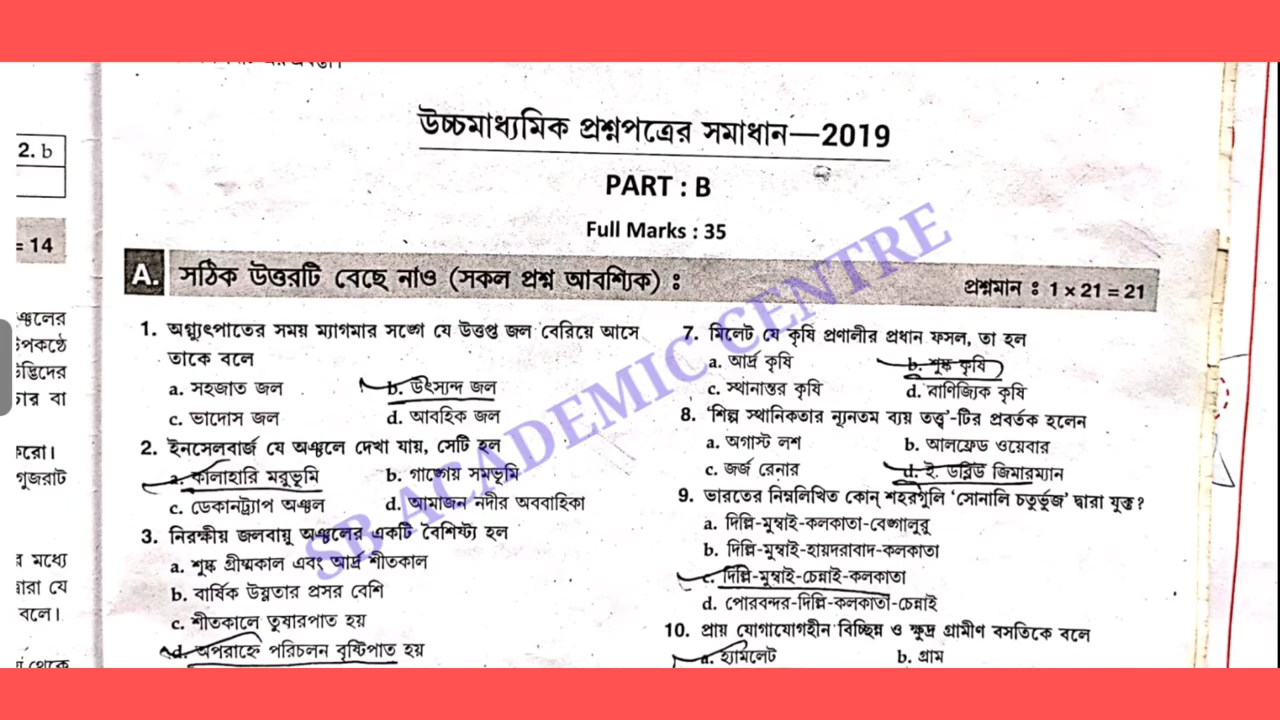 2. b
= 14
উচ্চমাধ্যমিক প্রশ্নপত্রের সমাধান—2019
PART : B
Full Marks : 35
A. সঠিক উত্তরটি বেছে নাও (সকল প্রশ্ন আবশ্যিক) : প্রশ্নমান : 1 x 21 = 21
1. অগ্ন্যুৎপাতের সময় ম্যাগমার সঙ্গে যে উত্তপ্ত জল বেরিয়ে আসে
তাকে বলে
a. সহজাত জল b. উৎস্যন্দ জল
c. ভাদোস জল d. আবহিক জল
2. ইনসেলবার্জ যে অঞ্চলে দেখা যায়, সেটি হল
a. কালাহারি মরুভূমি b. গাঙ্গেয় সমভূমি
c. ডেকানট্র্যাপ অঞ্চল d. আমাজন নদীর অববাহিকা
3. নিরক্ষীয় জলবায়ু অঞ্চলের একটি বৈশিষ্ট্য হল
a. শুষ্ক গ্রীষ্মকাল এবং আর্দ্র শীতকাল
b. বার্ষিক উষ্ণতার প্রসর বেশি
c. শীতকালে তুষারপাত হয়
d. অপরাহ্নে পরিচলন বৃষ্টিপাত হয়
7. মিলেট যে কৃষি প্রণালীর প্রধান ফসল, তা হল
a. আর্দ্র কৃষি b. শুষ্ক কৃষি
c. স্থানান্তর কৃষি d. বাণিজ্যিক কৃষি
8. 'শিল্প স্থানিকতার ন্যূনতম ব্যয় তত্ত্ব'-টির প্রবর্তক হলেন
a. অগাস্ট লশ b. আলফ্রেড ওয়েবার
c. জর্জ রেনার d. ই. ডব্লিউ জিমারম্যান
9. ভারতের নিম্নলিখিত কোন্ শহরগুলি 'সোনালি চতুর্ভুজ' দ্বারা যুক্ত?
a. দিল্লি-মুম্বাই-কলকাতা-বেঙ্গালুরু
b. দিল্লি-মুম্বাই-হায়দরাবাদ-কলকাতা
c. দিল্লি-মুম্বাই-চেন্নাই-কলকাতা
d. পোরবন্দর-দিল্লি-কলকাতা-চেন্নাই
10. প্রায় যোগাযোগহীন বিচ্ছিন্ন ও ক্ষুদ্র গ্রামীণ বসতিকে বলে
a. হ্যামলেট b. গ্রাম
SB ACADEMIC CENTRE